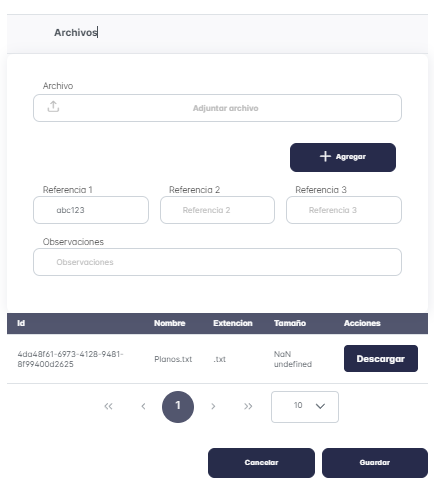 Archivos
Archivo
Adjuntar archivo
Agregar
Referencia 1 Referencia 2 Referencia 3
abc123 Referencia 2 Referencia 3
Observaciones
Observaciones
Id Nombre Extencion Tamaño Acciones
4da48f61-6973-4128-9481-8f99400d2625 Planos.txt .txt NaN undefined Descargar
1 10
Cancelar Guardar